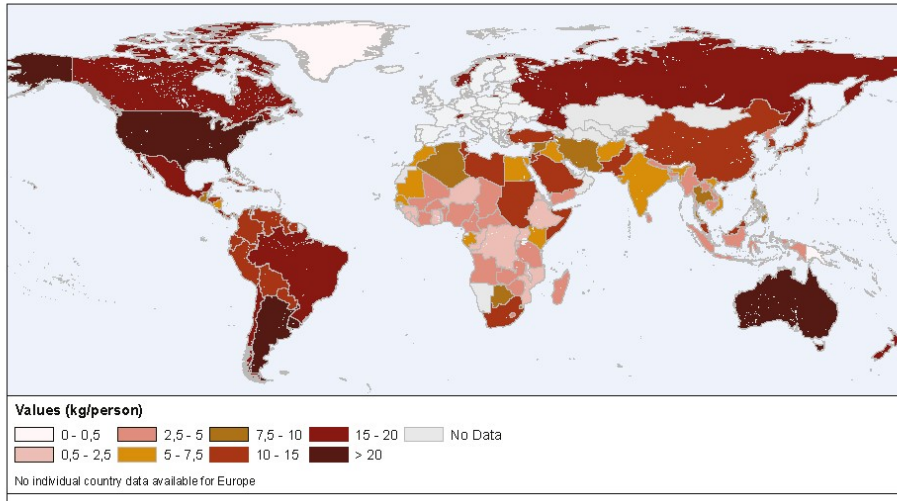 Values (kg/person)
0 - 0,5 2,5 - 5 7,5 - 10 15 - 20 No Data
0,5 - 2,5 5 - 7,5 10 - 15 > 20
No individual country data available for Europe